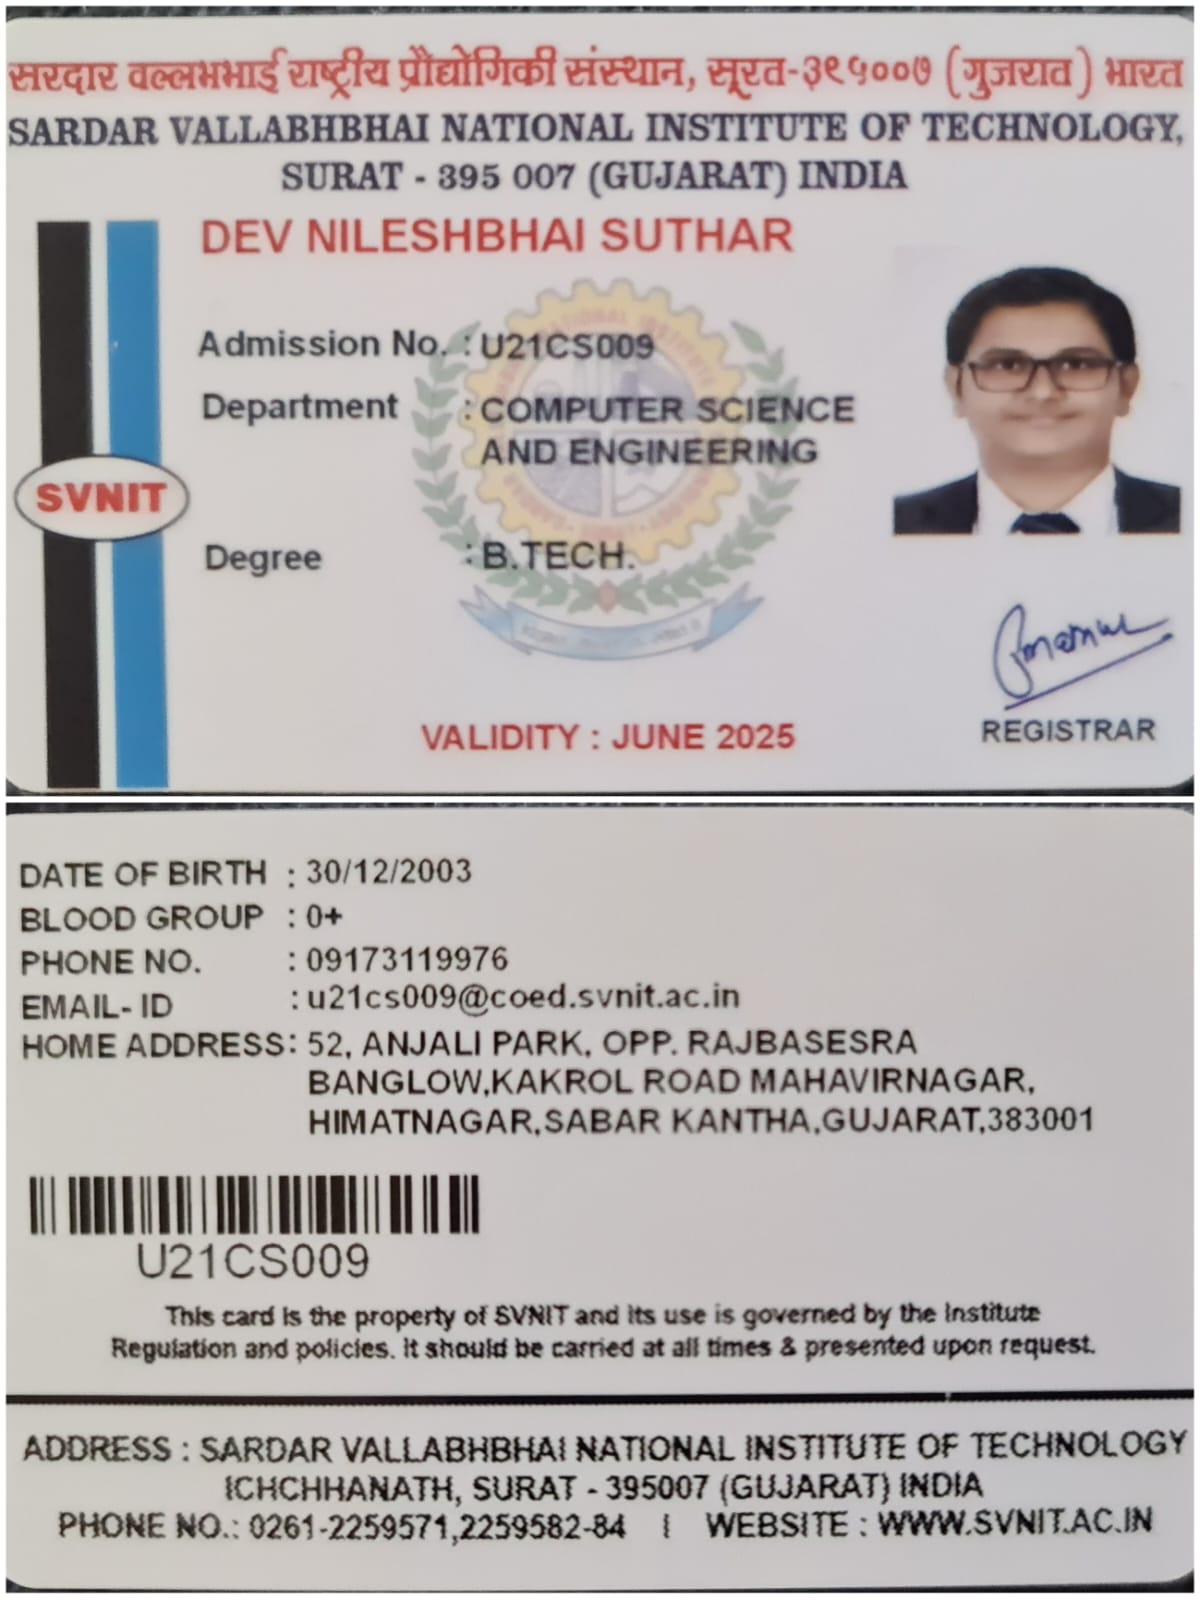 सरदार वल्लभभाई राष्ट्रीय प्रौद्योगिकी संस्थान, सूरत-३९५००७ (गुजरात) भारत
SARDAR VALLABHBHAI NATIONAL INSTITUTE OF TECHNOLOGY,
SURAT - 395 007 (GUJARAT) INDIA
DEV NILESHBHAI SUTHAR
Admission No. : U21CS009
Department : COMPUTER SCIENCE
AND ENGINEERING
SVNIT
Degree : B.TECH.
VALIDITY : JUNE 2025
REGISTRAR
DATE OF BIRTH : 30/12/2003
BLOOD GROUP : 0+
PHONE NO. : 09173119976
EMAIL- ID : u21cs009@coed.svnit.ac.in
HOME ADDRESS: 52, ANJALI PARK, OPP. RAJBASESRA
BANGLOW,KAKROL ROAD MAHAVIRNAGAR,
HIMATNAGAR,SABAR KANTHA,GUJARAT,383001
U21CS009
This card is the property of SVNIT and its use is governed by the Institute
Regulation and policies. It should be carried at all times & presented upon request.
ADDRESS : SARDAR VALLABHBHAI NATIONAL INSTITUTE OF TECHNOLOGY
ICHCHHANATH, SURAT - 395007 (GUJARAT) INDIA
PHONE NO.: 0261-2259571,2259582-84 | WEBSITE : WWW.SVNIT.AC.IN